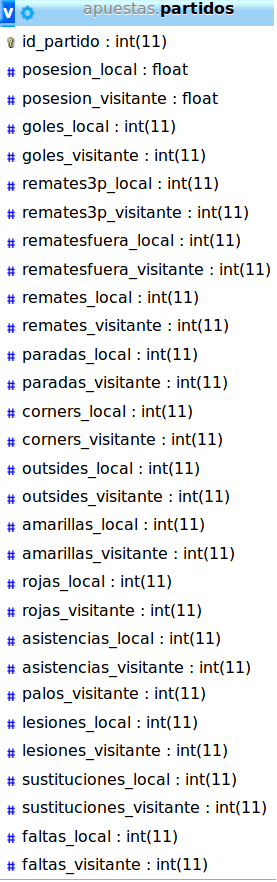 v apuestas.partidos
id_partido : int(11)
# posesion_local : float
# posesion_visitante : float
# goles_local : int(11)
# goles_visitante : int(11)
# remates3p_local : int(11)
# remates3p_visitante : int(11)
# rematesfuera_local : int(11)
# rematesfuera_visitante : int(11)
# remates_local : int(11)
# remates_visitante : int(11)
# paradas_local : int(11)
# paradas_visitante : int(11)
# corners_local : int(11)
# corners_visitante : int(11)
# outsides_local : int(11)
# outsides_visitante : int(11)
# amarillas_local : int(11)
# amarillas_visitante : int(11)
# rojas_local : int(11)
# rojas_visitante : int(11)
# asistencias_local : int(11)
# asistencias_visitante : int(11)
# palos_visitante : int(11)
# lesiones_local : int(11)
# lesiones_visitante : int(11)
# sustituciones_local : int(11)
# sustituciones_visitante : int(11)
# faltas_local : int(11)
# faltas_visitante : int(11)